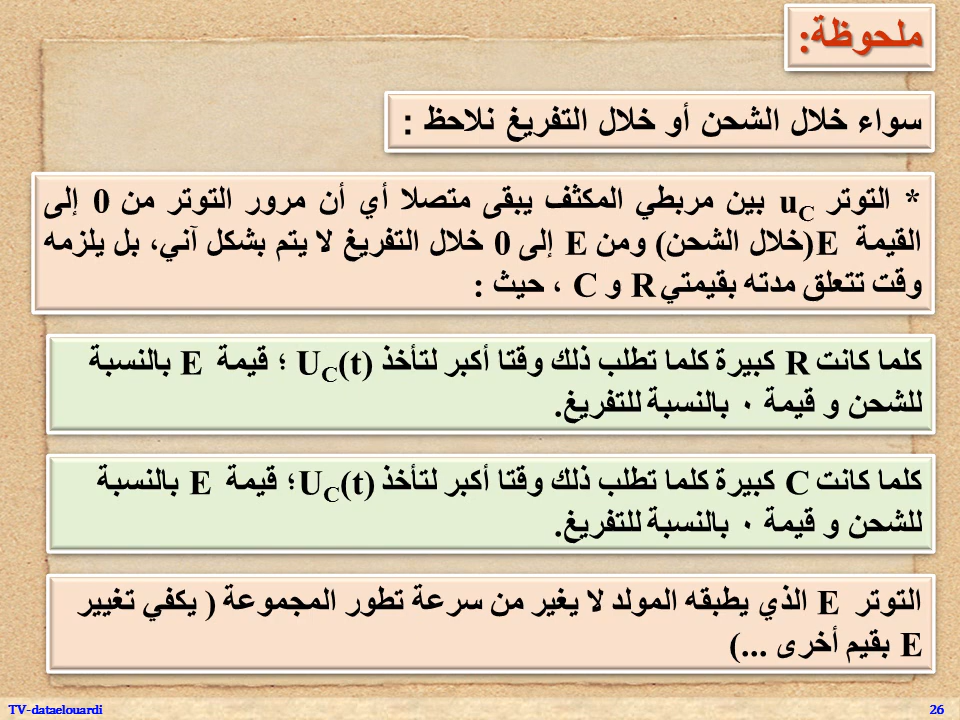 ملحوظة:
سواء خلال الشحن أو خلال التفريغ نلاحظ :
* التوتر uC بين مربطي المكثف يبقى متصلا أي أن مرور التوتر من 0 إلى
القيمة E(خلال الشحن) ومن E إلى 0 خلال التفريغ لا يتم بشكل آني، بل يلزمه
وقت تتعلق مدته بقيمتي R و C ، حيث :
كلما كانت R كبيرة كلما تطلب ذلك وقتا أكبر لتأخذ UC(t) ؛ قيمة E بالنسبة
للشحن و قيمة ٠ بالنسبة للتفريغ.
كلما كانت C كبيرة كلما تطلب ذلك وقتا أكبر لتأخذ UC(t)؛ قيمة E بالنسبة
للشحن و قيمة ٠ بالنسبة للتفريغ.
التوتر E الذي يطبقه المولد لا يغير من سرعة تطور المجموعة ( يكفي تغيير
E بقيم أخرى ...)
TV-dataelouardi
26